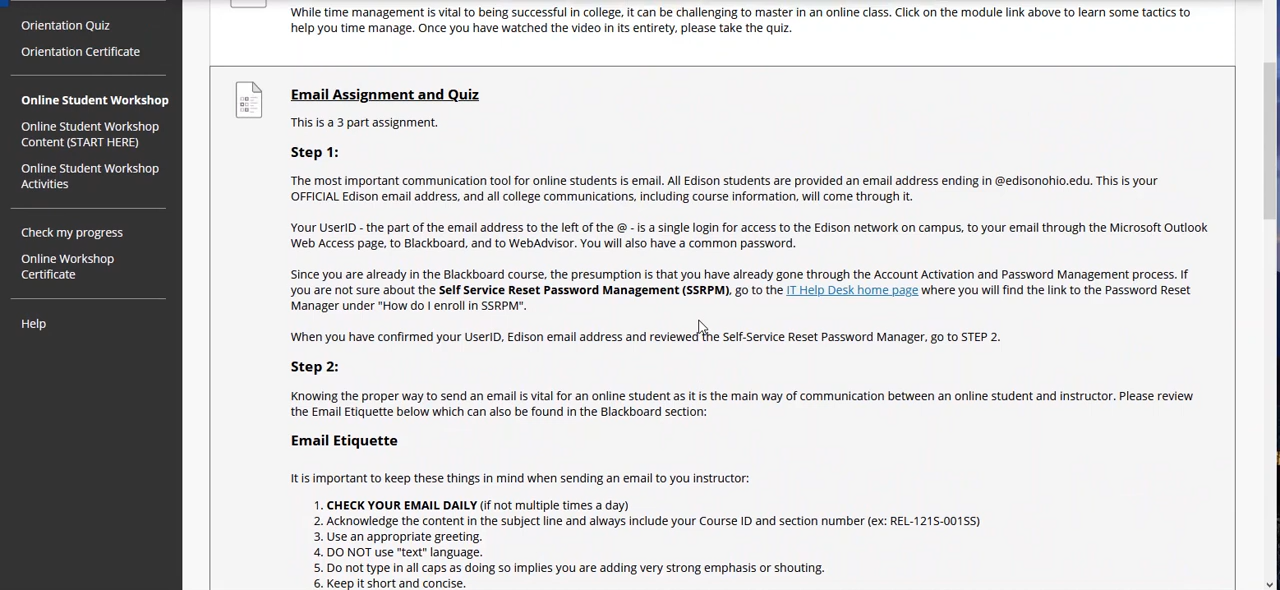 Orientation Quiz
Orientation Certificate
Online Student Workshop
Online Student Workshop
Content (START HERE)
Online Student Workshop
Activities
Check my progress
Online Workshop
Certificate
Help
While time management is vital to being successful in college, it can be challenging to master in an online class. Click on the module link above to learn some tactics to
help you time manage. Once you have watched the video in its entirety, please take the quiz.
Email Assignment and Quiz
This is a 3 part assignment.
Step 1:
The most important communication tool for online students is email. All Edison students are provided an email address ending in @edisonohio.edu. This is your
OFFICIAL Edison email address, and all college communications, including course information, will come through it.
Your UserID - the part of the email address to the left of the @ - is a single login for access to the Edison network on campus, to your email through the Microsoft Outlook
Web Access page, to Blackboard, and to WebAdvisor. You will also have a common password.
Since you are already in the Blackboard course, the presumption is that you have already gone through the Account Activation and Password Management process. If
you are not sure about the Self Service Reset Password Management (SSRPM), go to the IT Help Desk home page where you will find the link to the Password Reset
Manager under "How do I enroll in SSRPM".
When you have confirmed your UserID, Edison email address and reviewed the Self-Service Reset Password Manager, go to STEP 2.
Step 2:
Knowing the proper way to send an email is vital for an online student as it is the main way of communication between an online student and instructor. Please review
the Email Etiquette below which can also be found in the Blackboard section:
Email Etiquette
It is important to keep these things in mind when sending an email to you instructor:
1. CHECK YOUR EMAIL DAILY (if not multiple times a day)
2. Acknowledge the content in the subject line and always include your Course ID and section number (ex: REL-121S-001SS)
3. Use an appropriate greeting.
4. DO NOT use "text" language.
5. Do not type in all caps as doing so implies you are adding very strong emphasis or shouting.
6. Keep it short and concise.